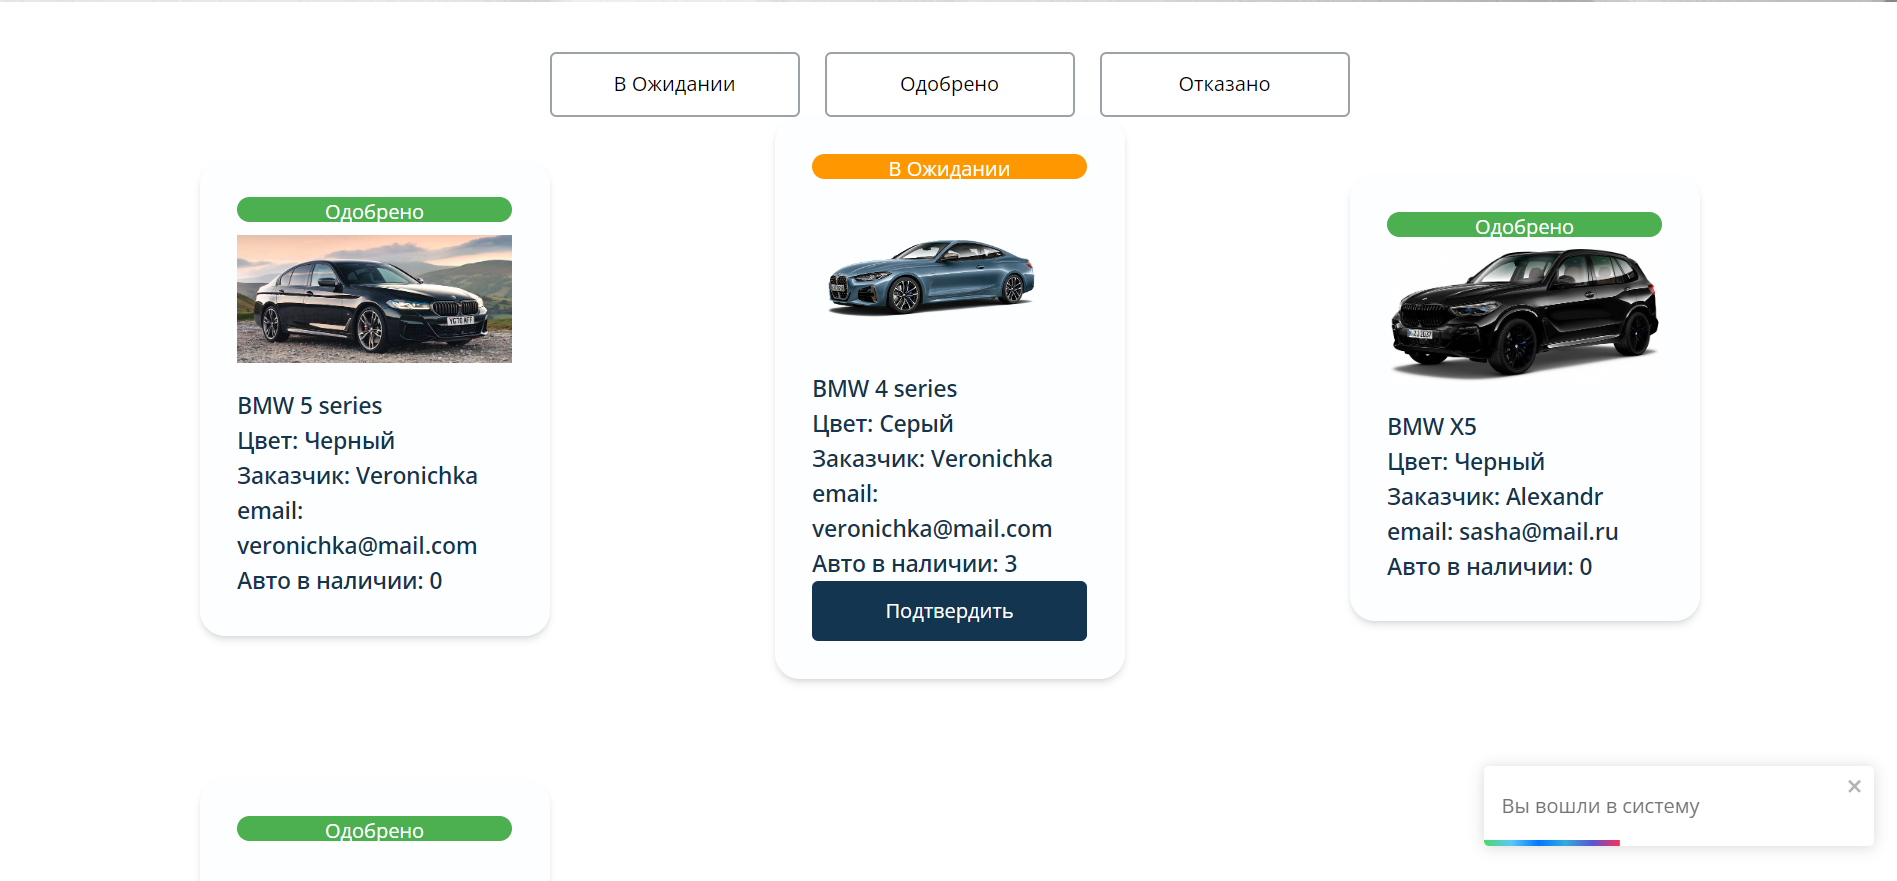 В Ожидании
Одобрено
Отказано
Одобрено
YG70 MFF
BMW 5 series
Цвет: Черный
Заказчик: Veronichka
email:
veronichka@mail.com
Авто в наличии: 0
В Ожидании
BMW 4 series
Цвет: Серый
Заказчик: Veronichka
email:
veronichka@mail.com
Авто в наличии: 3
Подтвердить
Одобрено
BMW X5
Цвет: Черный
Заказчик: Alexandr
email: sasha@mail.ru
Авто в наличии: 0
Одобрено
Вы вошли в систему